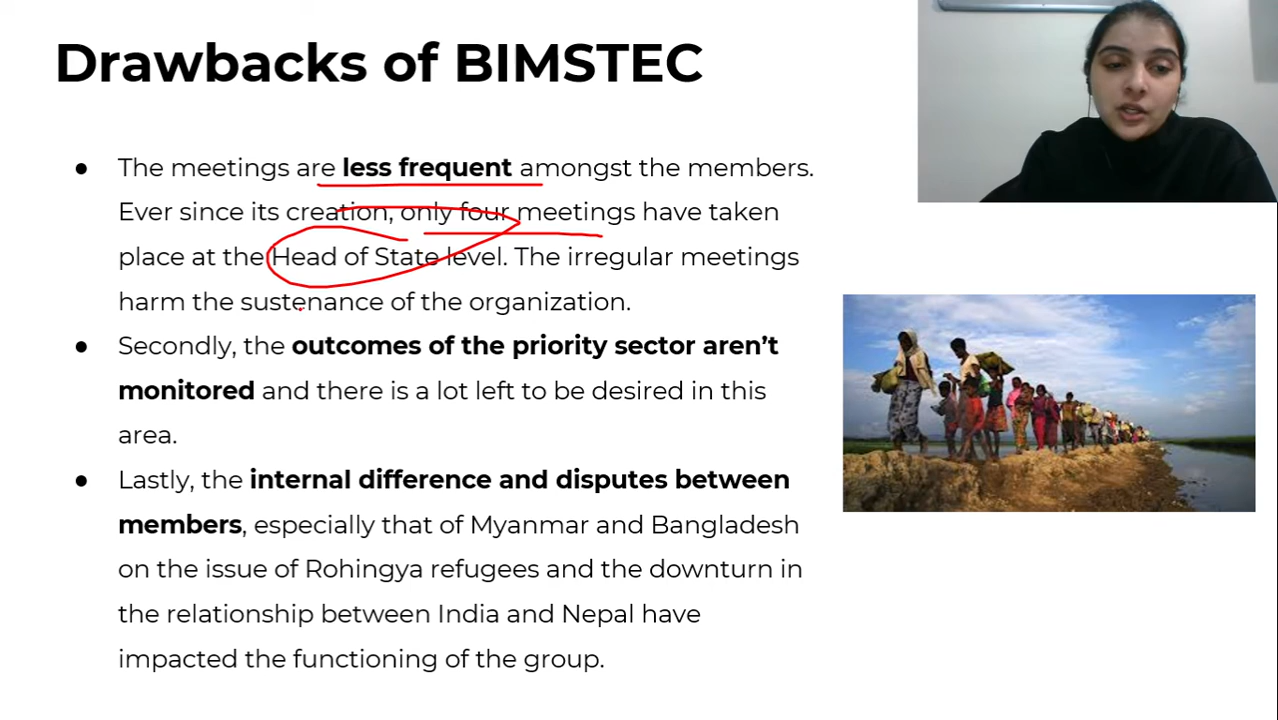 Drawbacks of BIMSTEC
● The meetings are less frequent amongst the members.
Ever since its creation, only four meetings have taken
place at the Head of State level. The irregular meetings
harm the sustenance of the organization.
● Secondly, the outcomes of the priority sector aren’t
monitored and there is a lot left to be desired in this
area.
● Lastly, the internal difference and disputes between
members, especially that of Myanmar and Bangladesh
on the issue of Rohingya refugees and the downturn in
the relationship between India and Nepal have
impacted the functioning of the group.